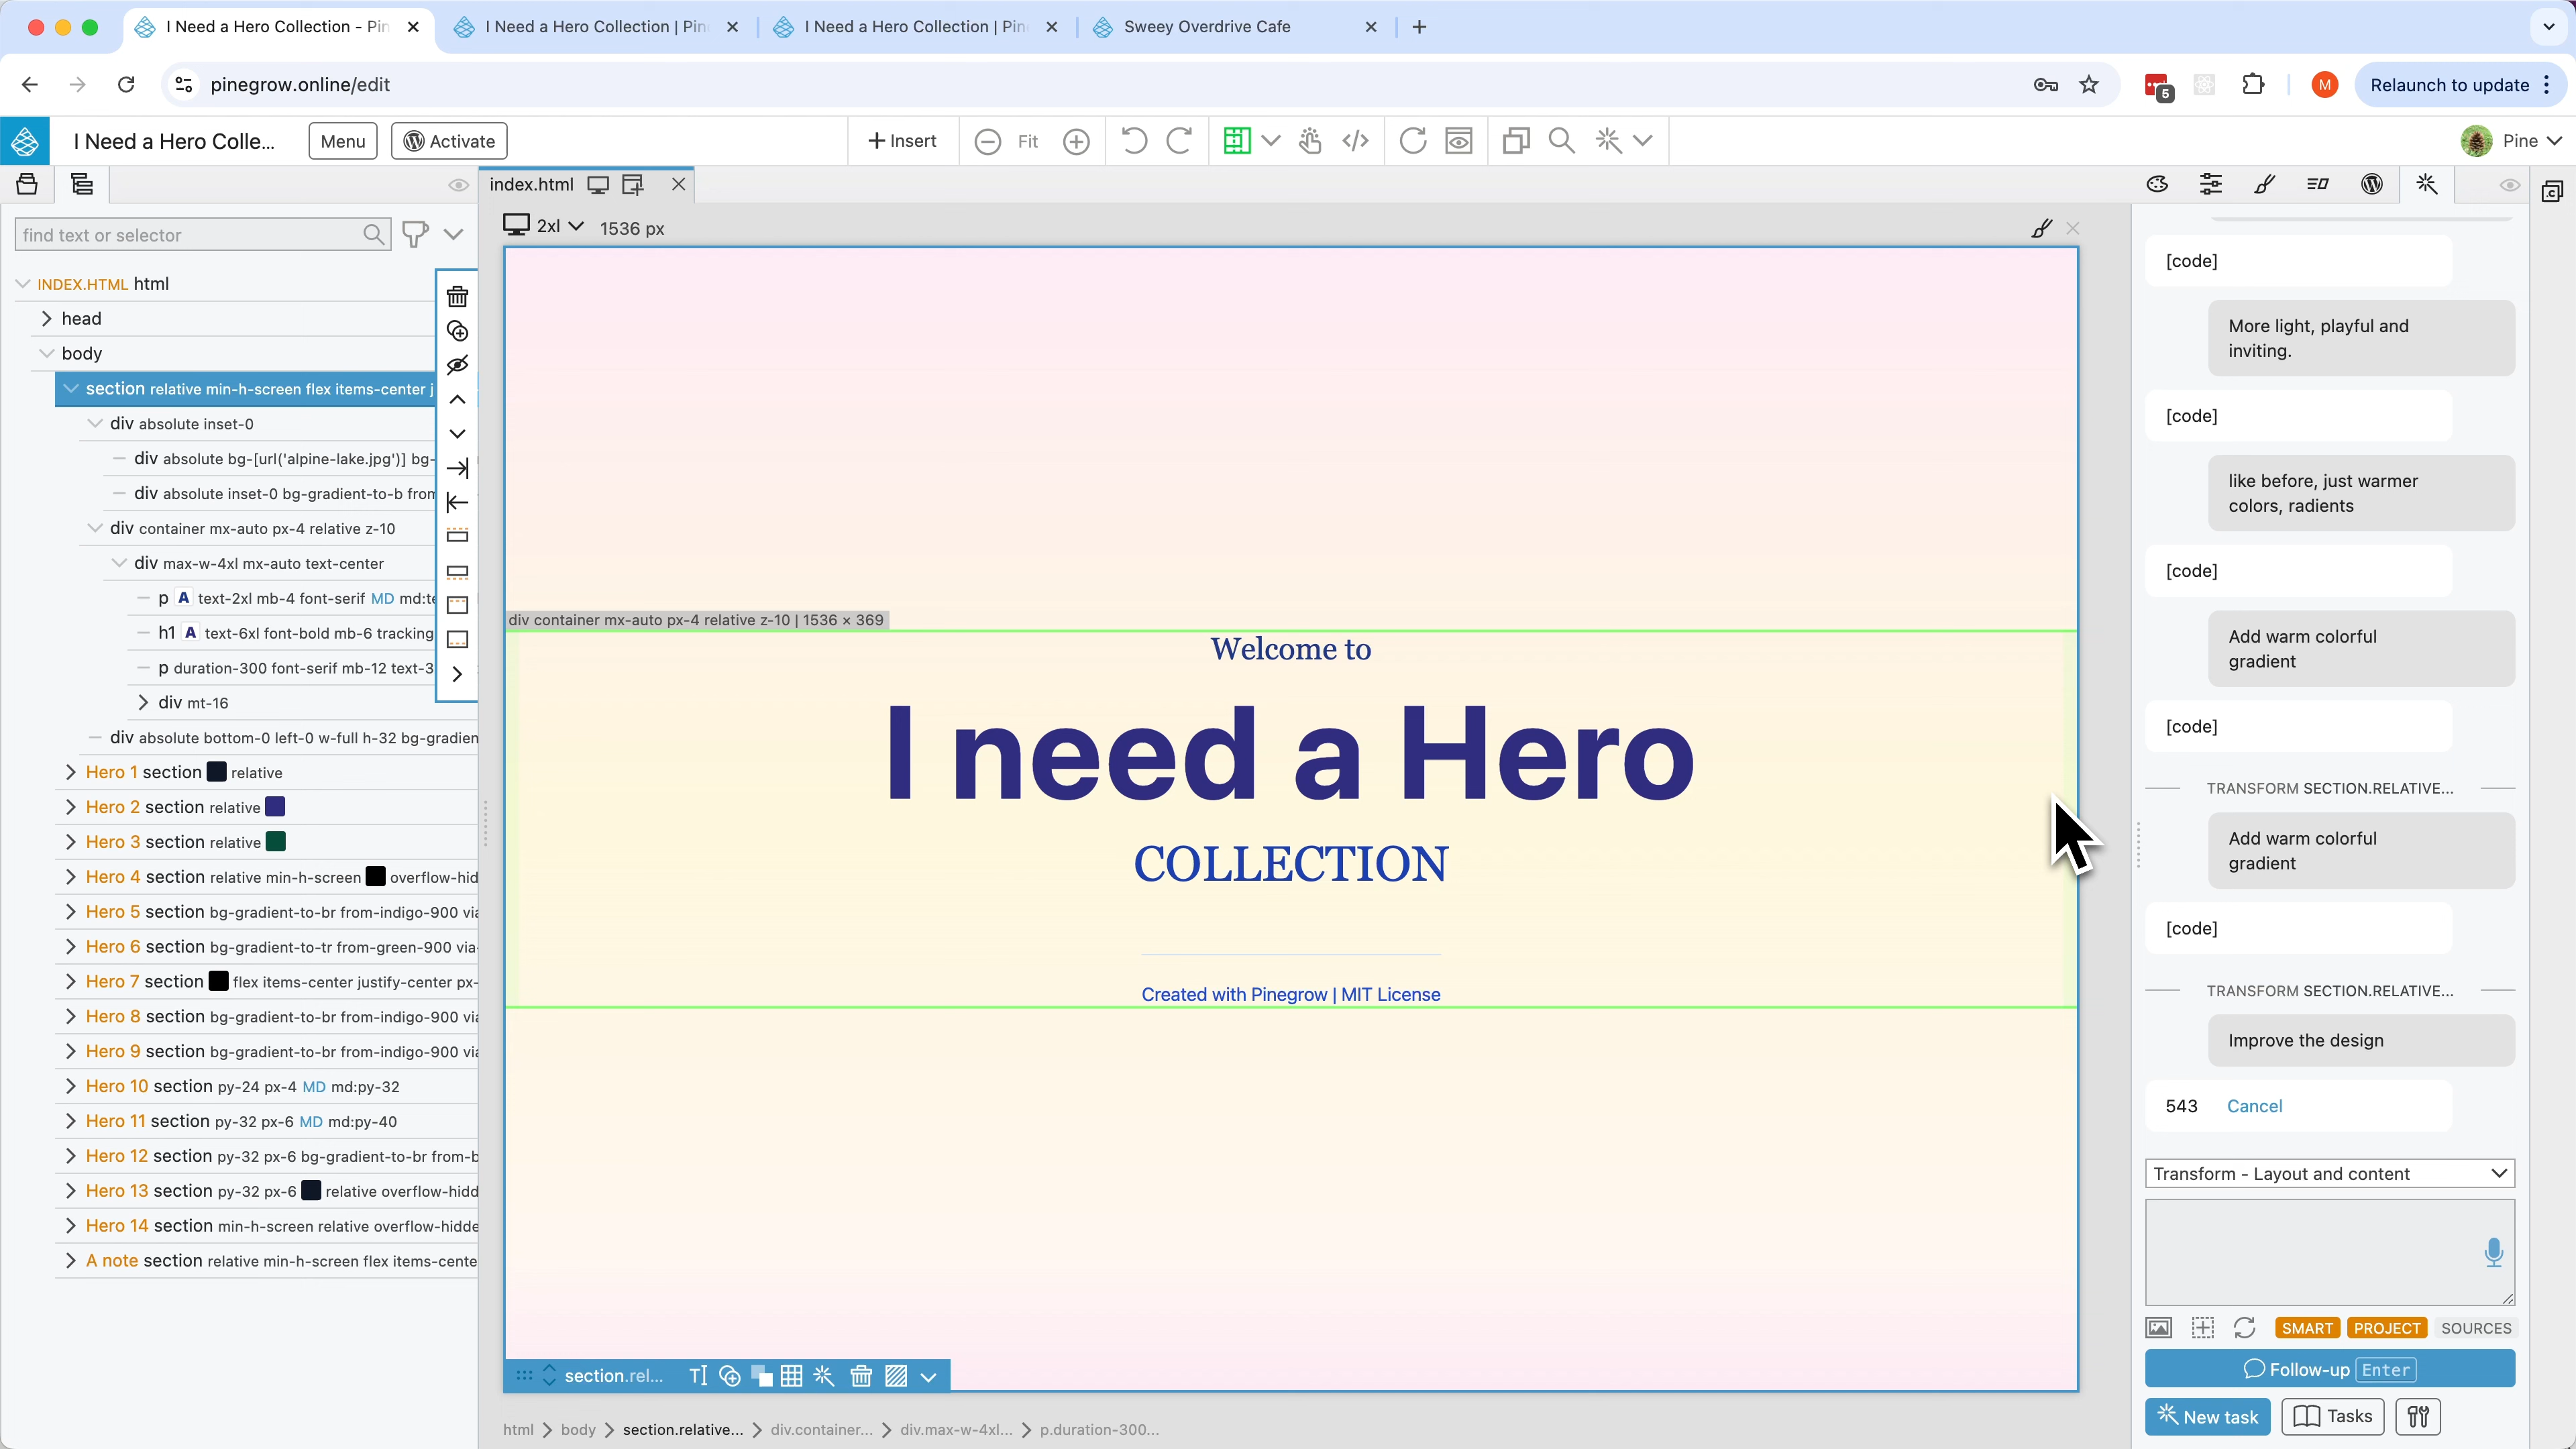 I Need a Hero Collection - Pin
I Need a Hero Collection | Pin
I Need a Hero Collection | Pin
Sweey Overdrive Cafe
pinegrow.online/edit
5
M
Relaunch to update
I Need a Hero Colle...
Menu
Activate
Insert
Fit
Pine
index.html
find text or selector
2xl
1536 px
INDEX.HTML html
head
body
section relative min-h-screen flex items-center j
div absolute inset-0
div absolute bg-[url('alpine-lake.jpg')] bg-
div absolute inset-0 bg-gradient-to-b from
div container mx-auto px-4 relative z-10
div max-w-4xl mx-auto text-center
p A text-2xl mb-4 font-serif MD md:te
h1 A text-6xl font-bold mb-6 tracking
p duration-300 font-serif mb-12 text-3
div mt-16
div absolute bottom-0 left-0 w-full h-32 bg-gradien
Hero 1 section relative
Hero 2 section relative
Hero 3 section relative
Hero 4 section relative min-h-screen overflow-hid
Hero 5 section bg-gradient-to-br from-indigo-900 via
Hero 6 section bg-gradient-to-tr from-green-900 via-
Hero 7 section flex items-center justify-center px-
Hero 8 section bg-gradient-to-br from-indigo-900 via
Hero 9 section bg-gradient-to-br from-indigo-900 via
Hero 10 section py-24 px-4 MD md:py-32
Hero 11 section py-32 px-6 MD md:py-40
Hero 12 section py-32 px-6 bg-gradient-to-br from-b
Hero 13 section py-32 px-6 relative overflow-hidd
Hero 14 section min-h-screen relative overflow-hidde
A note section relative min-h-screen flex items-cente
div container mx-auto px-4 relative z-10 | 1536 × 369
Welcome to
I need a Hero
COLLECTION
Created with Pinegrow | MIT License
section.rel...
html
body
section.relative...
div.container...
div.max-w-4xl...
p.duration-300...
[code]
More light, playful and
inviting.
[code]
like before, just warmer
colors, radients
[code]
Add warm colorful
gradient
[code]
TRANSFORM SECTION.RELATIVE...
Add warm colorful
gradient
[code]
TRANSFORM SECTION.RELATIVE...
Improve the design
543 Cancel
Transform - Layout and content
SMART
PROJECT
SOURCES
Follow-up Enter
New task
Tasks